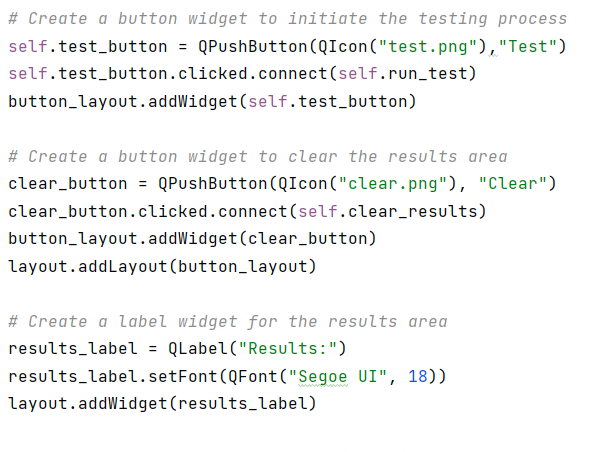 # Create a button widget to initiate the testing process
self.test_button = QPushButton(QIcon("test.png"),"Test")
self.test_button.clicked.connect(self.run_test)
button_layout.addWidget(self.test_button)

# Create a button widget to clear the results area
clear_button = QPushButton(QIcon("clear.png"), "Clear")
clear_button.clicked.connect(self.clear_results)
button_layout.addWidget(clear_button)
layout.addLayout(button_layout)

# Create a label widget for the results area
results_label = QLabel("Results:")
results_label.setFont(QFont("Segoe UI", 18))
layout.addWidget(results_label)